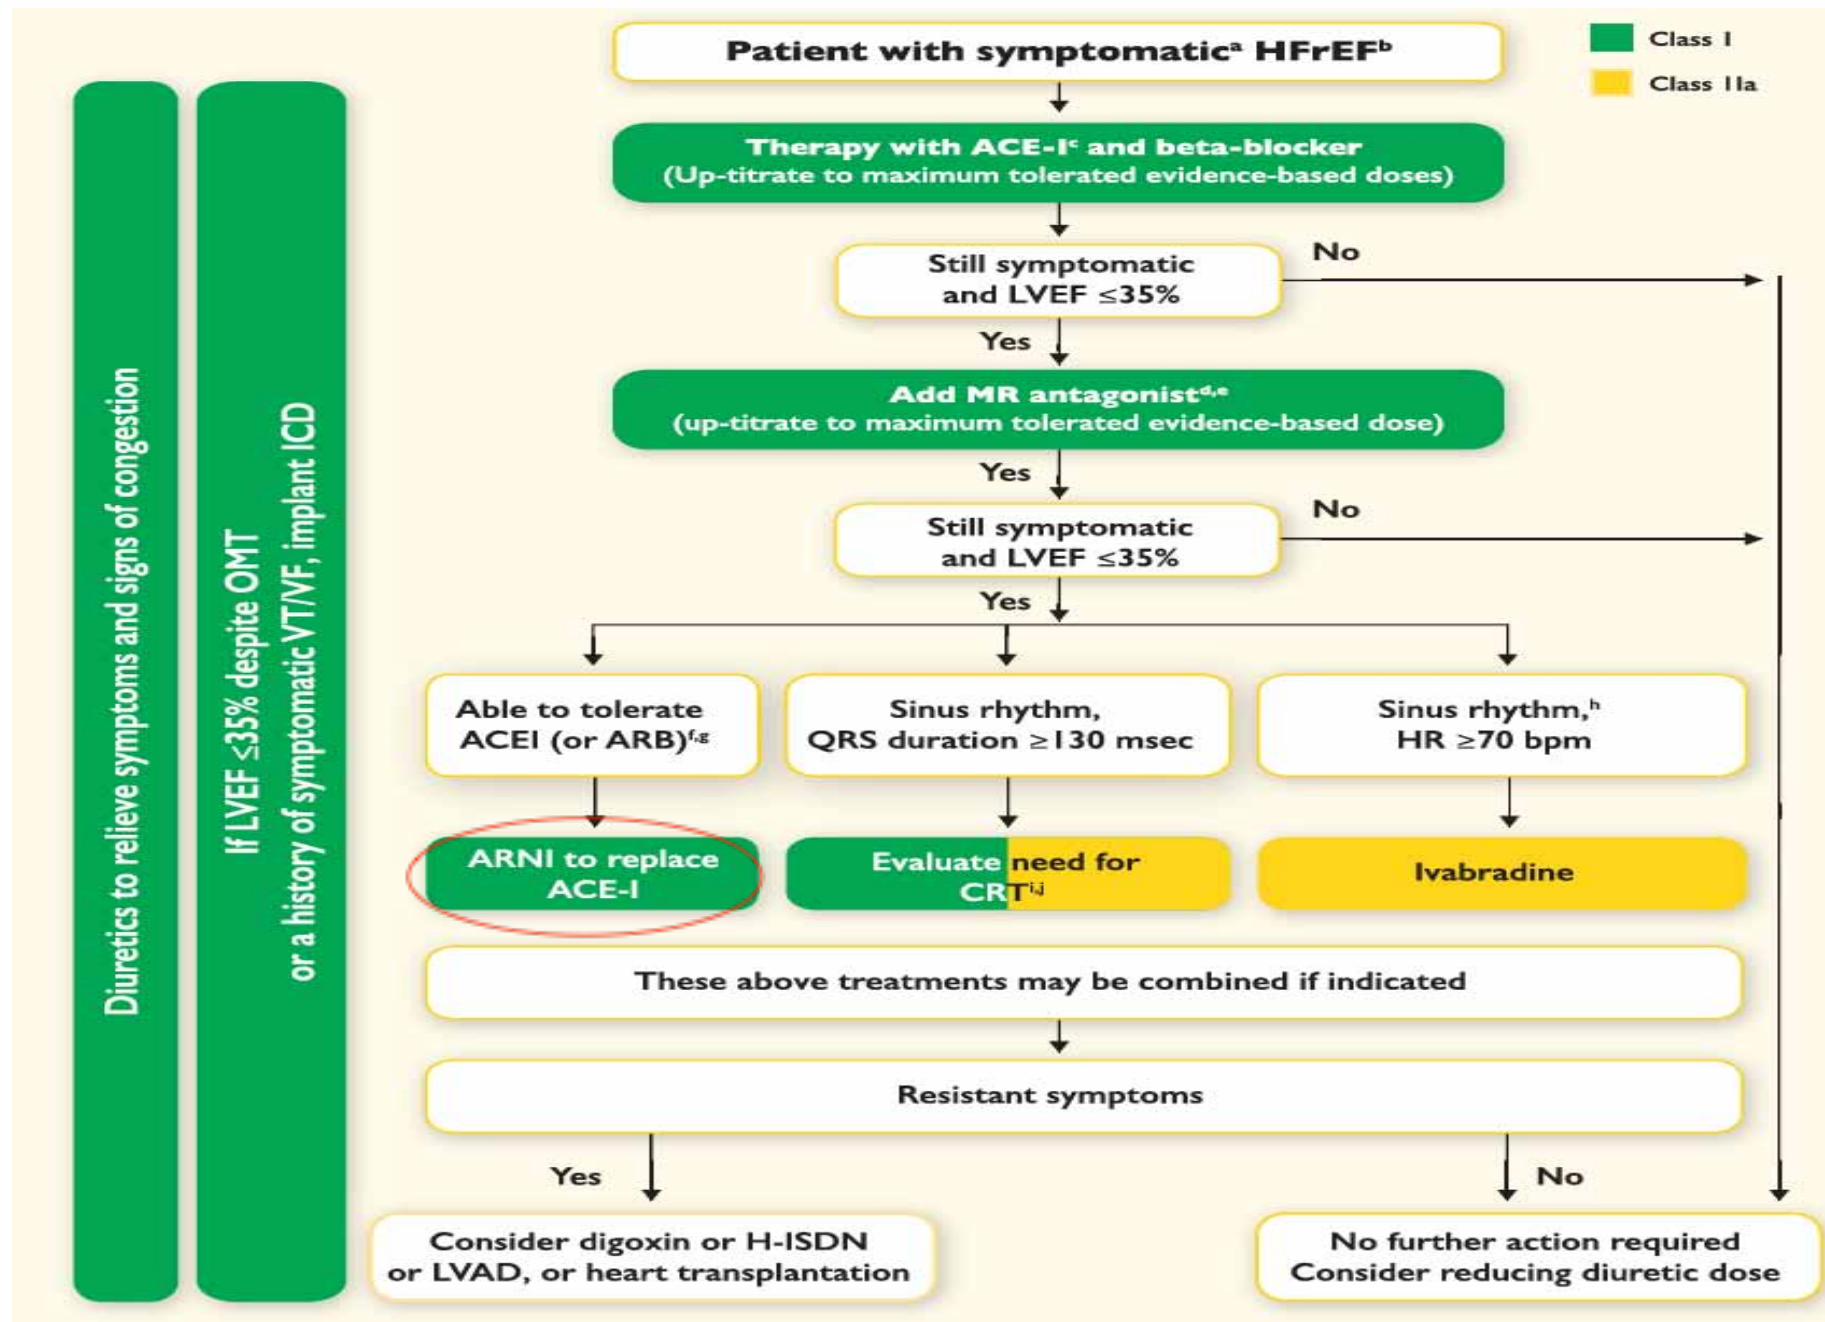 Patient with symptomaticᵃ HFrEFᵇ
Class I
Class IIa
Therapy with ACE-Iᶜ and beta-blocker
(Up-titrate to maximum tolerated evidence-based doses)
Still symptomatic
and LVEF ≤35%
No
Yes
Add MR antagonistᵈ,ᵉ
(up-titrate to maximum tolerated evidence-based dose)
Yes
Still symptomatic
and LVEF ≤35%
No
Yes
Able to tolerate
ACEI (or ARB)ᶠ,ᵍ
Sinus rhythm,
QRS duration ≥130 msec
Sinus rhythm,ʰ
HR ≥70 bpm
ARNI to replace
ACE-I
Evaluate need for
CRTⁱ,ʲ
Ivabradine
These above treatments may be combined if indicated
Resistant symptoms
Yes
No
Consider digoxin or H-ISDN
or LVAD, or heart transplantation
No further action required
Consider reducing diuretic dose
Diuretics to relieve symptoms and signs of congestion
If LVEF ≤35% despite OMT
or a history of symptomatic VT/VF, implant ICD